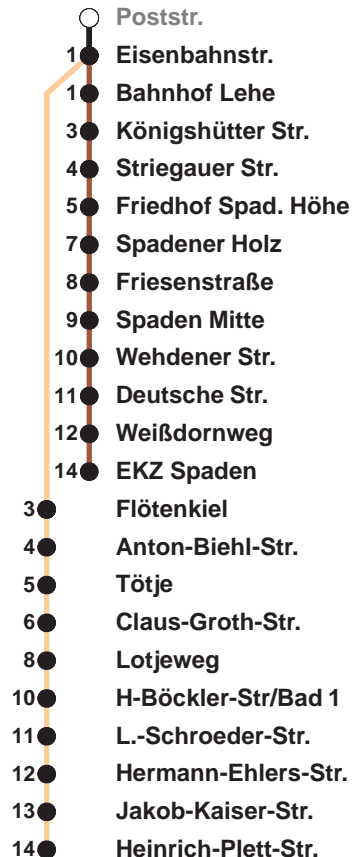 Poststr.
1 Eisenbahnstr.
1 Bahnhof Lehe
3 Königshütter Str.
4 Striegauer Str.
5 Friedhof Spad. Höhe
7 Spadener Holz
8 Friesenstraße
9 Spaden Mitte
10 Wehdener Str.
11 Deutsche Str.
12 Weißdornweg
14 EKZ Spaden
3 Flötenkiel
4 Anton-Biehl-Str.
5 Tötje
6 Claus-Groth-Str.
8 Lotjeweg
10 H-Böckler-Str/Bad 1
11 L.-Schroeder-Str.
12 Hermann-Ehlers-Str.
13 Jakob-Kaiser-Str.
14 Heinrich-Plett-Str.